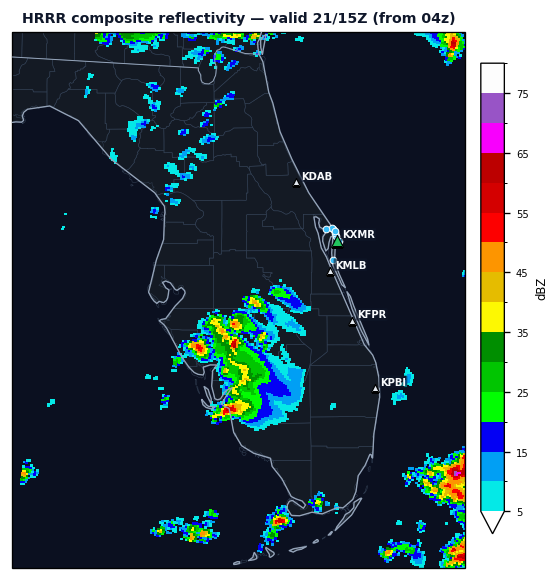 HRRR composite reflectivity — valid 21/15Z (from 04z)
KDAB
KXMR
KMLB
KFPR
KPBI
75
65
55
45
35
25
15
5
dBZ